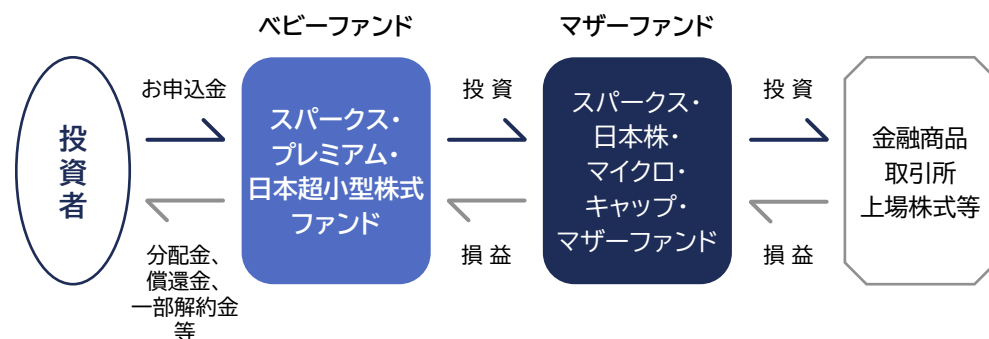 ベビーファンド
マザーファンド
投資者
お申込金
分配金、
償還金、
一部解約金
等
スパークス・
プレミアム・
日本超小型株式
ファンド
投 資
損 益
スパークス・
日本株・
マイクロ・
キャップ・
マザーファンド
投 資
損 益
金融商品
取引所
上場株式等